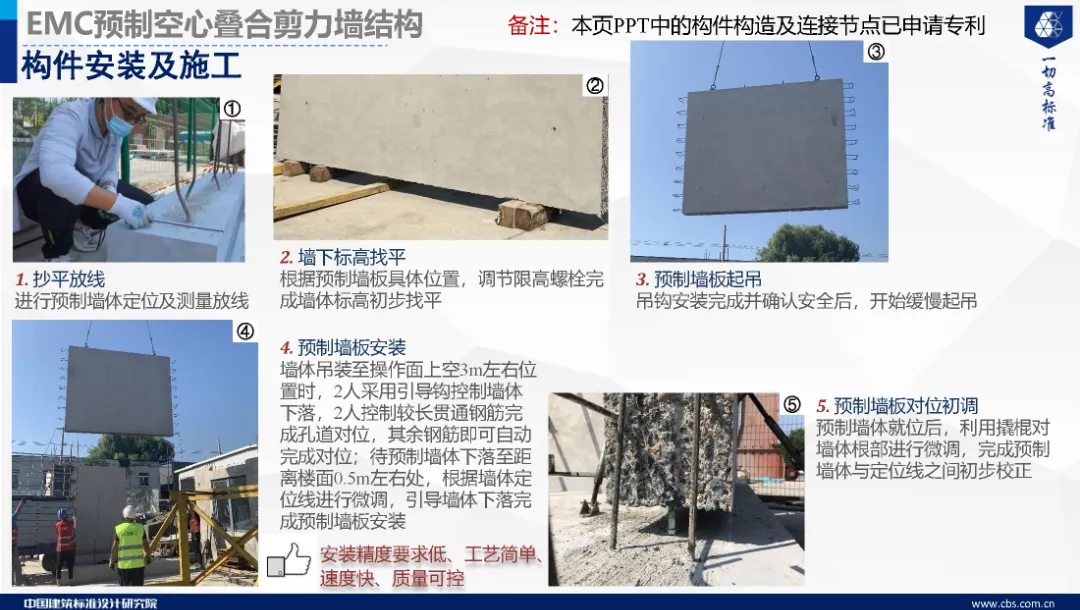 EMC预制空心叠合剪力墙结构
备注：本页PPT中的构件构造及连接节点已申请专利
构件安装及施工
一切高标准
①
1. 抄平放线
进行预制墙体定位及测量放线
②
2. 墙下标高找平
根据预制墙板具体位置，调节限高螺栓完
成墙体标高初步找平
③
3. 预制墙板起吊
吊钩安装完成并确认安全后，开始缓慢起吊
④
4. 预制墙板安装
墙体吊装至操作面上空3m左右位
置时，2人采用引导钩控制墙体
下落，2人控制较长贯通钢筋完
成孔道对位，其余钢筋即可自动
完成对位；待预制墙体下落至距
离楼面0.5m左右处，根据墙体定
位线进行微调，引导墙体下落完
成预制墙板安装
安装精度要求低、工艺简单、
速度快、质量可控
⑤
5. 预制墙板对位初调
预制墙体就位后，利用撬棍对
墙体根部进行微调，完成预制
墙体与定位线之间初步校正
中国建筑标准设计研究院
www.cbs.com.cn